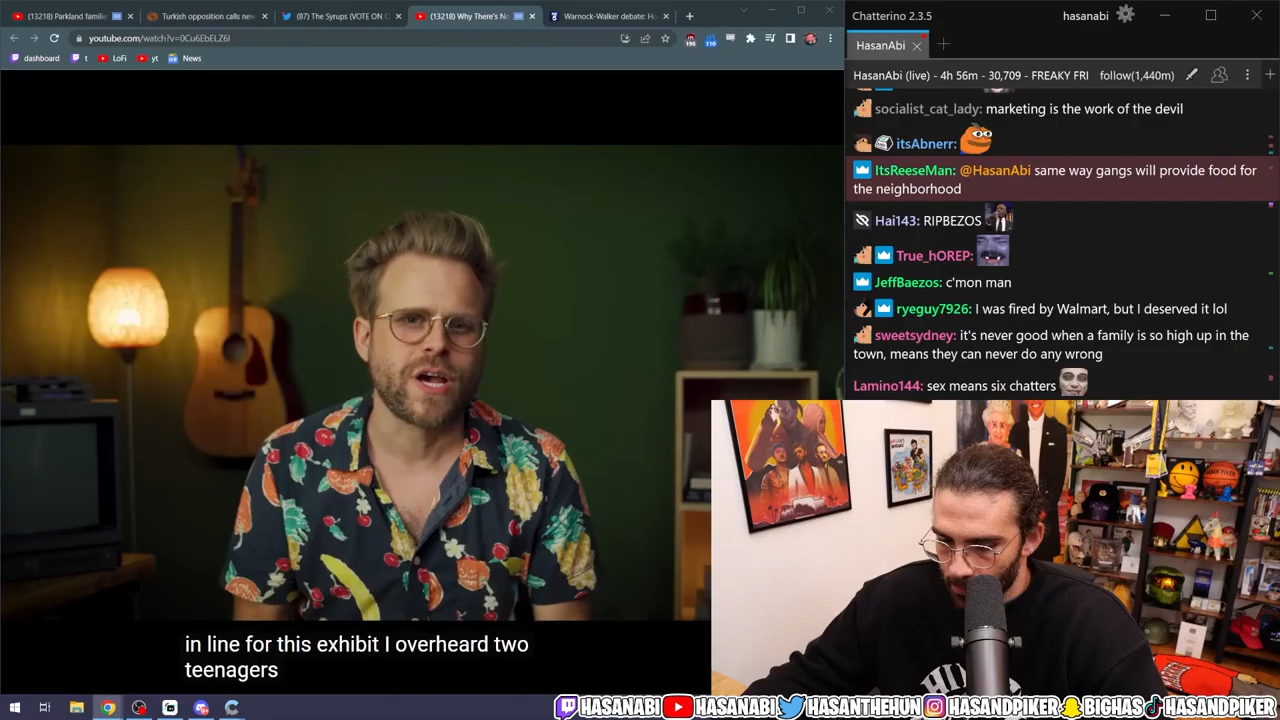 (13218) Parkland familie
Turkish opposition calls new
(87) The Syrups (VOTE ON O
(13218) Why There's No
Warnock-Walker debate: Ho
youtube.com/watch?v=0Cu6EbELZ6I
196
110
dashboard
t
LoFi
yt
News
Chatterino 2.3.5
hasanabi
HasanAbi
HasanAbi (live) - 4h 56m - 30,709 - FREAKY FRI
follow(1,440m)
socialist_cat_lady: marketing is the work of the devil
itsAbnerr:
ItsReeseMan: @HasanAbi same way gangs will provide food for
the neighborhood
Hai143: RIPBEZOS
True_hOREP:
JeffBaezos: c'mon man
ryeguy7926: I was fired by Walmart, but I deserved it lol
sweetsydney: it's never good when a family is so high up in the
town, means they can never do any wrong
Lamino144: sex means six chatters
in line for this exhibit I overheard two
teenagers
HASANABI
HASANABI
HASANTHEHUN
HASANDPIKER
BIGHAS
HASANDPIKER